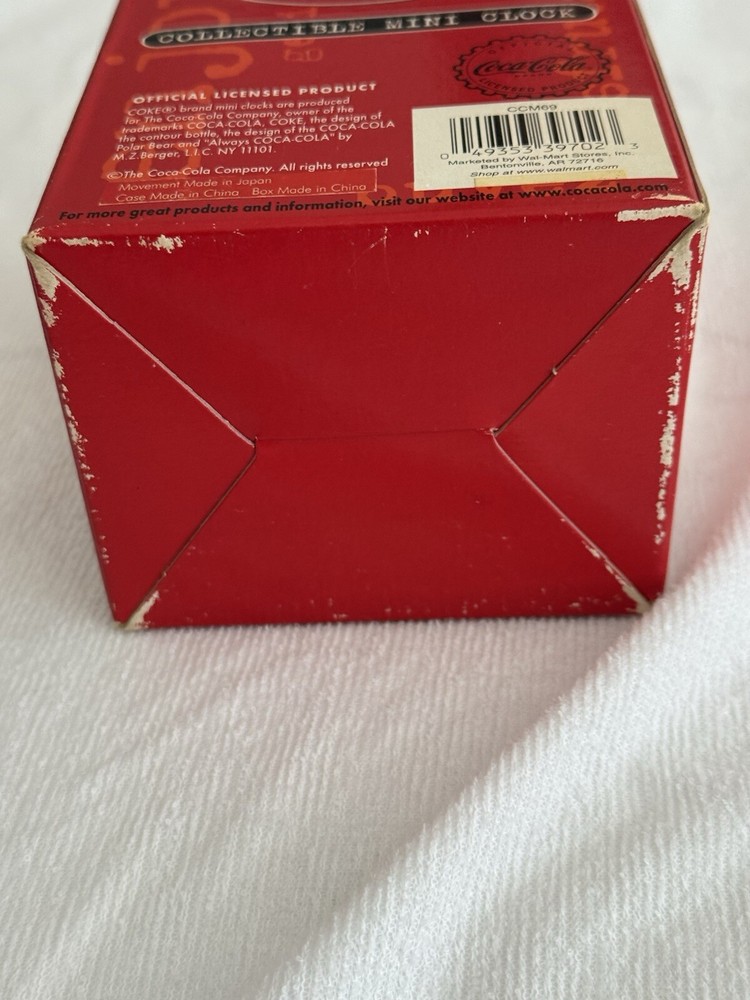 COLLECTIBLE MINI CLOCK
OFFICIAL LICENSED PRODUCT
COKE® brand mini clocks are produced
for The Coca-Cola Company, owner of the
trademarks COCA-COLA, COKE, the design of
the contour bottle, the design of the COCA-COLA
Polar Bear and "Always COCA-COLA" by
M.Z.Berger, L.I.C. NY 11101.
©The Coca-Cola Company. All rights reserved
Movement Made in Japan
Case Made in China Box Made in China
For more great products and information, visit our website at www.cocacola.com
Coca-Cola
LICENSED PRODUCT
CCM69
0 49353 39702 3
Marketed by Wal-Mart Stores, Inc.
Bentonville, AR 72716
Shop at www.walmart.com